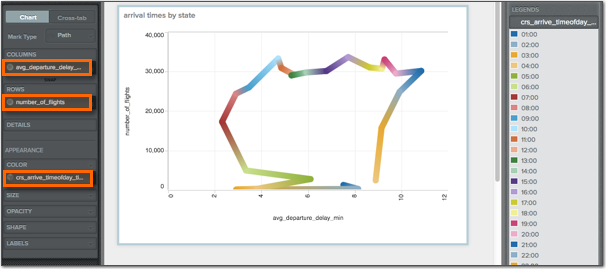 Chart Cross-tab
Mark Type Path
COLUMNS
avg_departure_delay_...
ROWS
number_of_flights
DETAILS
APPEARANCE
COLOR
crs_arrive_timeofday_ti...
SIZE
OPACITY
SHAPE
LABELS
arrival times by state
40,000
30,000
20,000
10,000
0
number_of_flights
0 2 4 6 8 10 12
avg_departure_delay_min
LEGENDS
crs_arrive_timeofday_...
01:00
02:00
03:00
04:00
05:00
06:00
07:00
08:00
09:00
10:00
11:00
12:00
13:00
14:00
15:00
16:00
17:00
18:00
19:00
20:00
21:00
22:00